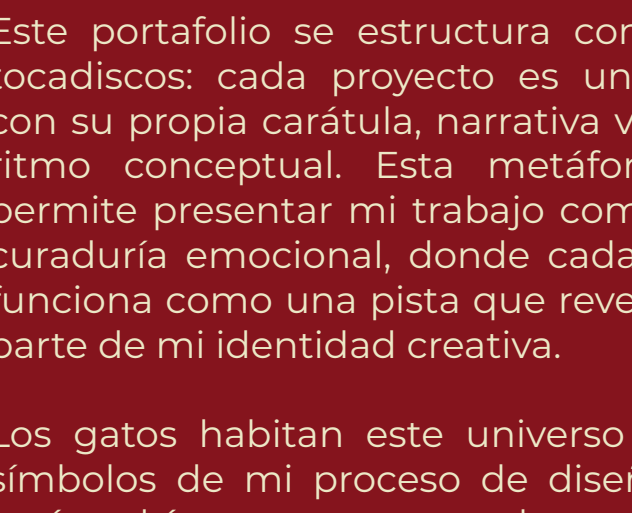 Este portafolio se estructura con
tocadiscos: cada proyecto es un
con su propia carátula, narrativa v
ritmo conceptual. Esta metáfor
permite presentar mi trabajo com
curaduría emocional, donde cada
funciona como una pista que reve
parte de mi identidad creativa.
Los gatos habitan este universo
símbolos de mi proceso de diseñ